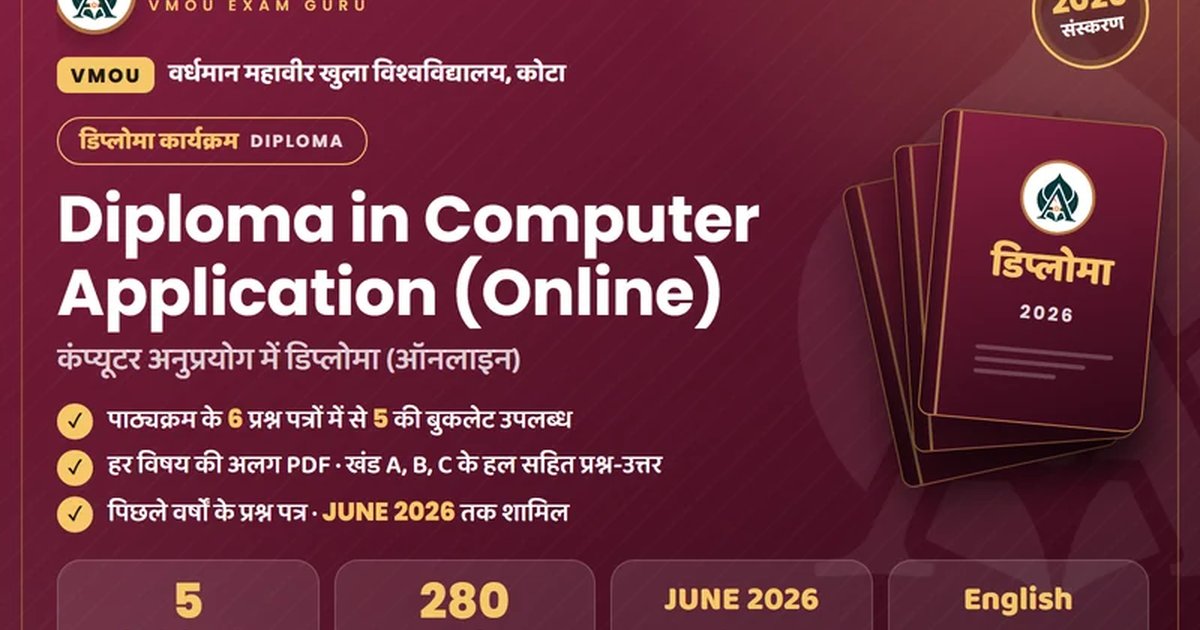 VMOU EXAM GURU
संस्करण
VMOU वर्धमान महावीर खुला विश्वविद्यालय, कोटा
डिप्लोमा कार्यक्रम DIPLOMA
Diploma in Computer
Application (Online)
कंप्यूटर अनुप्रयोग में डिप्लोमा (ऑनलाइन)
✓ पाठ्यक्रम के 6 प्रश्न पत्रों में से 5 की बुकलेट उपलब्ध
✓ हर विषय की अलग PDF · खंड A, B, C के हल सहित प्रश्न-उत्तर
✓ पिछले वर्षों के प्रश्न पत्र · JUNE 2026 तक शामिल
डिप्लोमा
2026
5
280
JUNE 2026
English